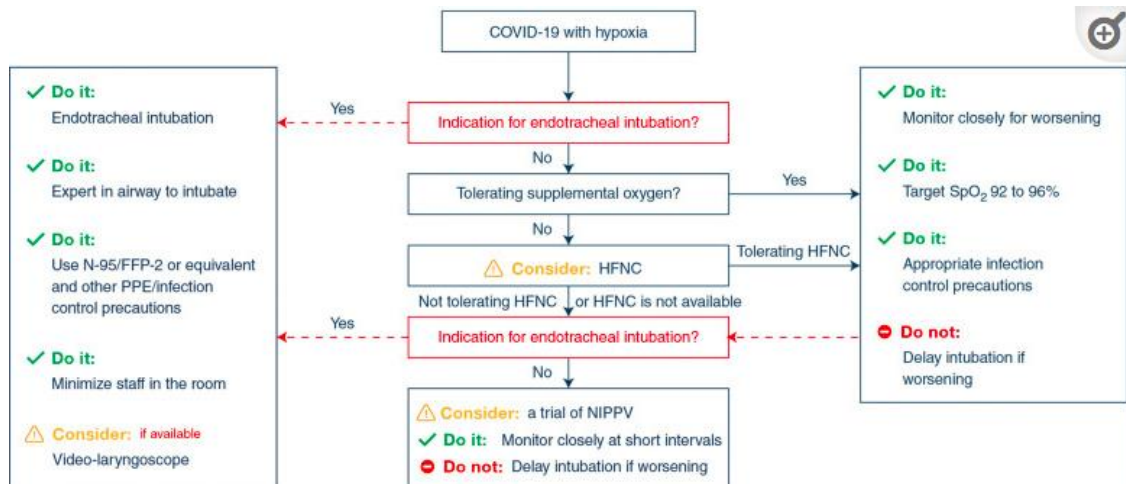 COVID-19 with hypoxia
Indication for endotracheal intubation?
Yes
No
Tolerating supplemental oxygen?
Yes
No
Consider: HFNC
Tolerating HFNC
Not tolerating HFNC
or HFNC is not available
Indication for endotracheal intubation?
Yes
No
Consider: a trial of NIPPV
Do it: Monitor closely at short intervals
Do not: Delay intubation if worsening
Do it:
Endotracheal intubation
Do it:
Expert in airway to intubate
Do it:
Use N-95/FFP-2 or equivalent
and other PPE/infection
control precautions
Do it:
Minimize staff in the room
Consider: if available
Video-laryngoscope
Do it:
Monitor closely for worsening
Do it:
Target SpO₂ 92 to 96%
Do it:
Appropriate infection
control precautions
Do not:
Delay intubation if
worsening